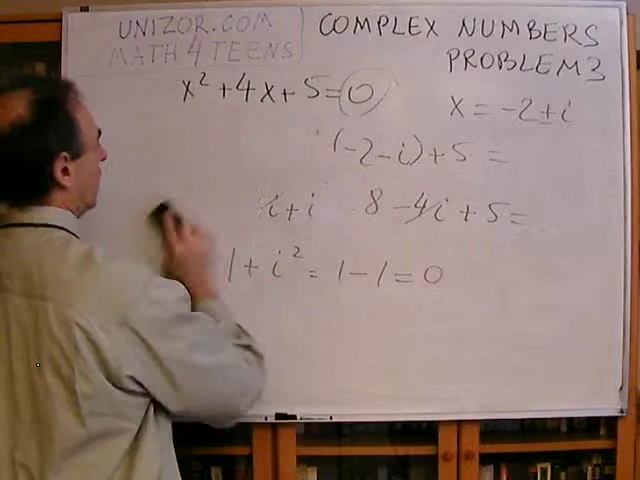 UNIZOR.COM
MATH 4 TEENS
COMPLEX NUMBERS
PROBLEM 3
x² + 4x + 5 = 0
x = -2 ± i
(-2 - i) + 5 =
i + i 8 - 4i + 5 =
1 + i² = 1 - 1 = 0